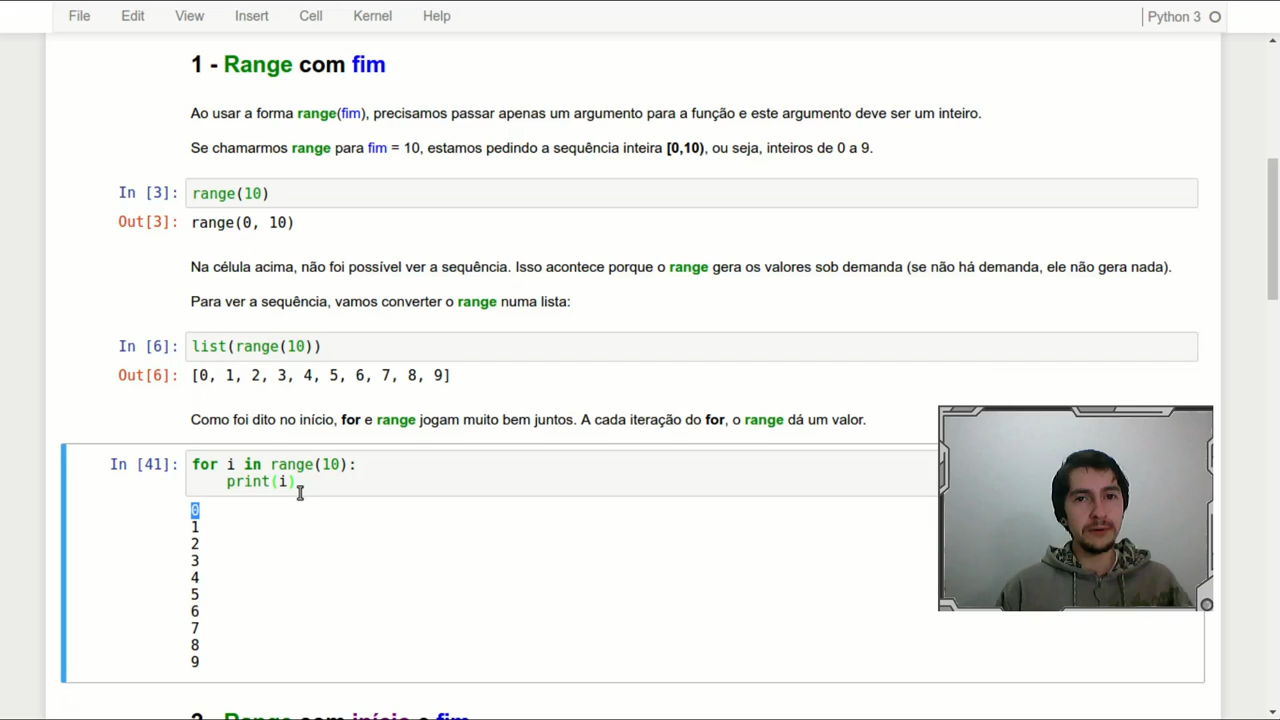 File Edit View Insert Cell Kernel Help Python 3
1 - Range com fim
Ao usar a forma range(fim), precisamos passar apenas um argumento para a função e este argumento deve ser um inteiro.
Se chamarmos range para fim = 10, estamos pedindo a sequência inteira [0,10), ou seja, inteiros de 0 a 9.
In [3]: range(10)
Out[3]: range(0, 10)
Na célula acima, não foi possível ver a sequência. Isso acontece porque o range gera os valores sob demanda (se não há demanda, ele não gera nada).
Para ver a sequência, vamos converter o range numa lista:
In [6]: list(range(10))
Out[6]: [0, 1, 2, 3, 4, 5, 6, 7, 8, 9]
Como foi dito no início, for e range jogam muito bem juntos. A cada iteração do for, o range dá um valor.
In [41]: for i in range(10):
print(i)
0
1
2
3
4
5
6
7
8
9
2 - Range com início e fim